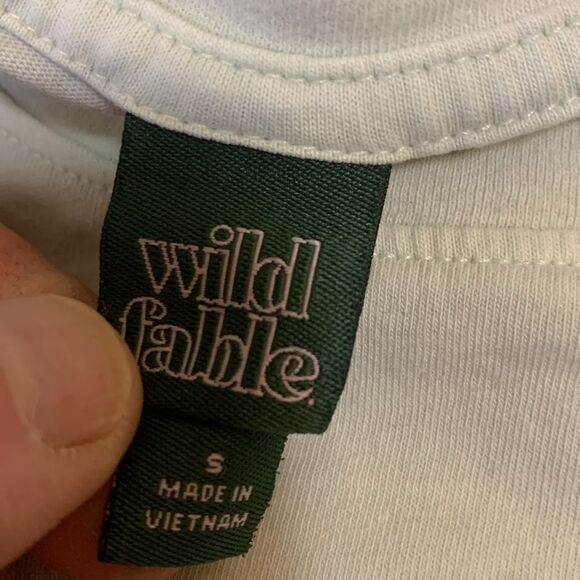 wild
fable.
S
MADE IN
VIETNAM